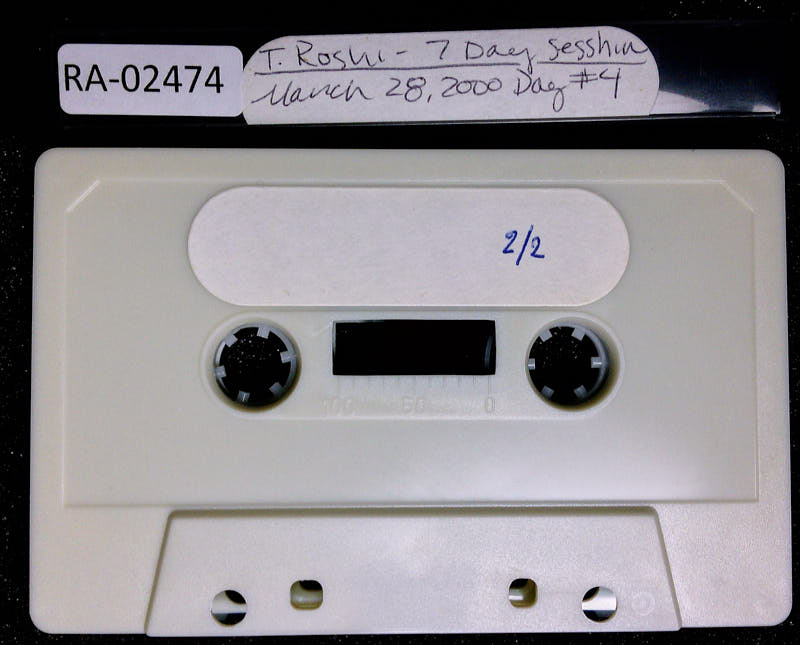 RA-02474
T. Roshi - 7 Day Sesshin
March 28, 2000 Day #4
2/2
100 50 0